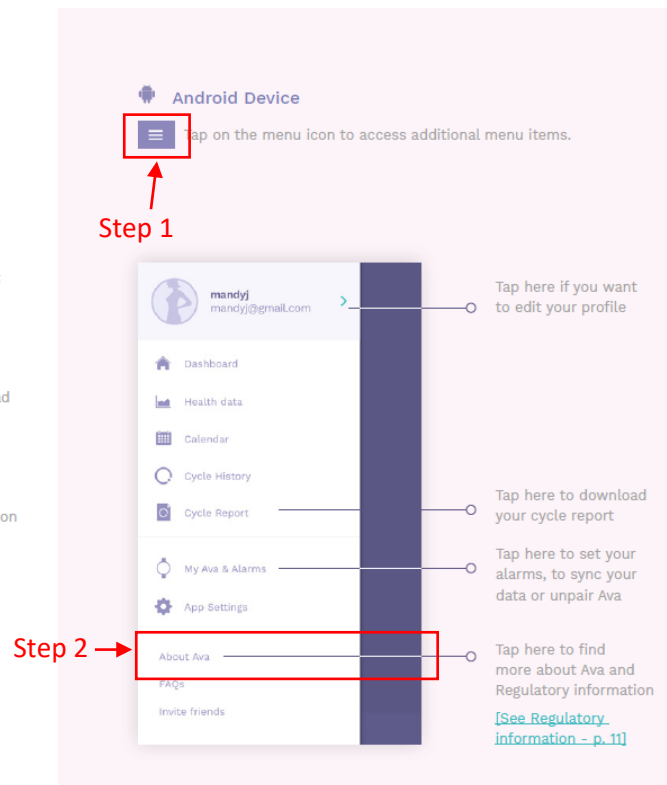 Android Device
Tap on the menu icon to access additional menu items.
Step 1
mandyj
mandyj@gmail.com
Tap here if you want
to edit your profile
Dashboard
Health data
Calendar
Cycle History
Cycle Report
Tap here to download
your cycle report
My Ava & Alarms
Tap here to set your
alarms, to sync your
data or unpair Ava
App Settings
Step 2
About Ava
Tap here to find
more about Ava and
Regulatory information
[See Regulatory
information - p. 11]
FAQs
Invite friends
on